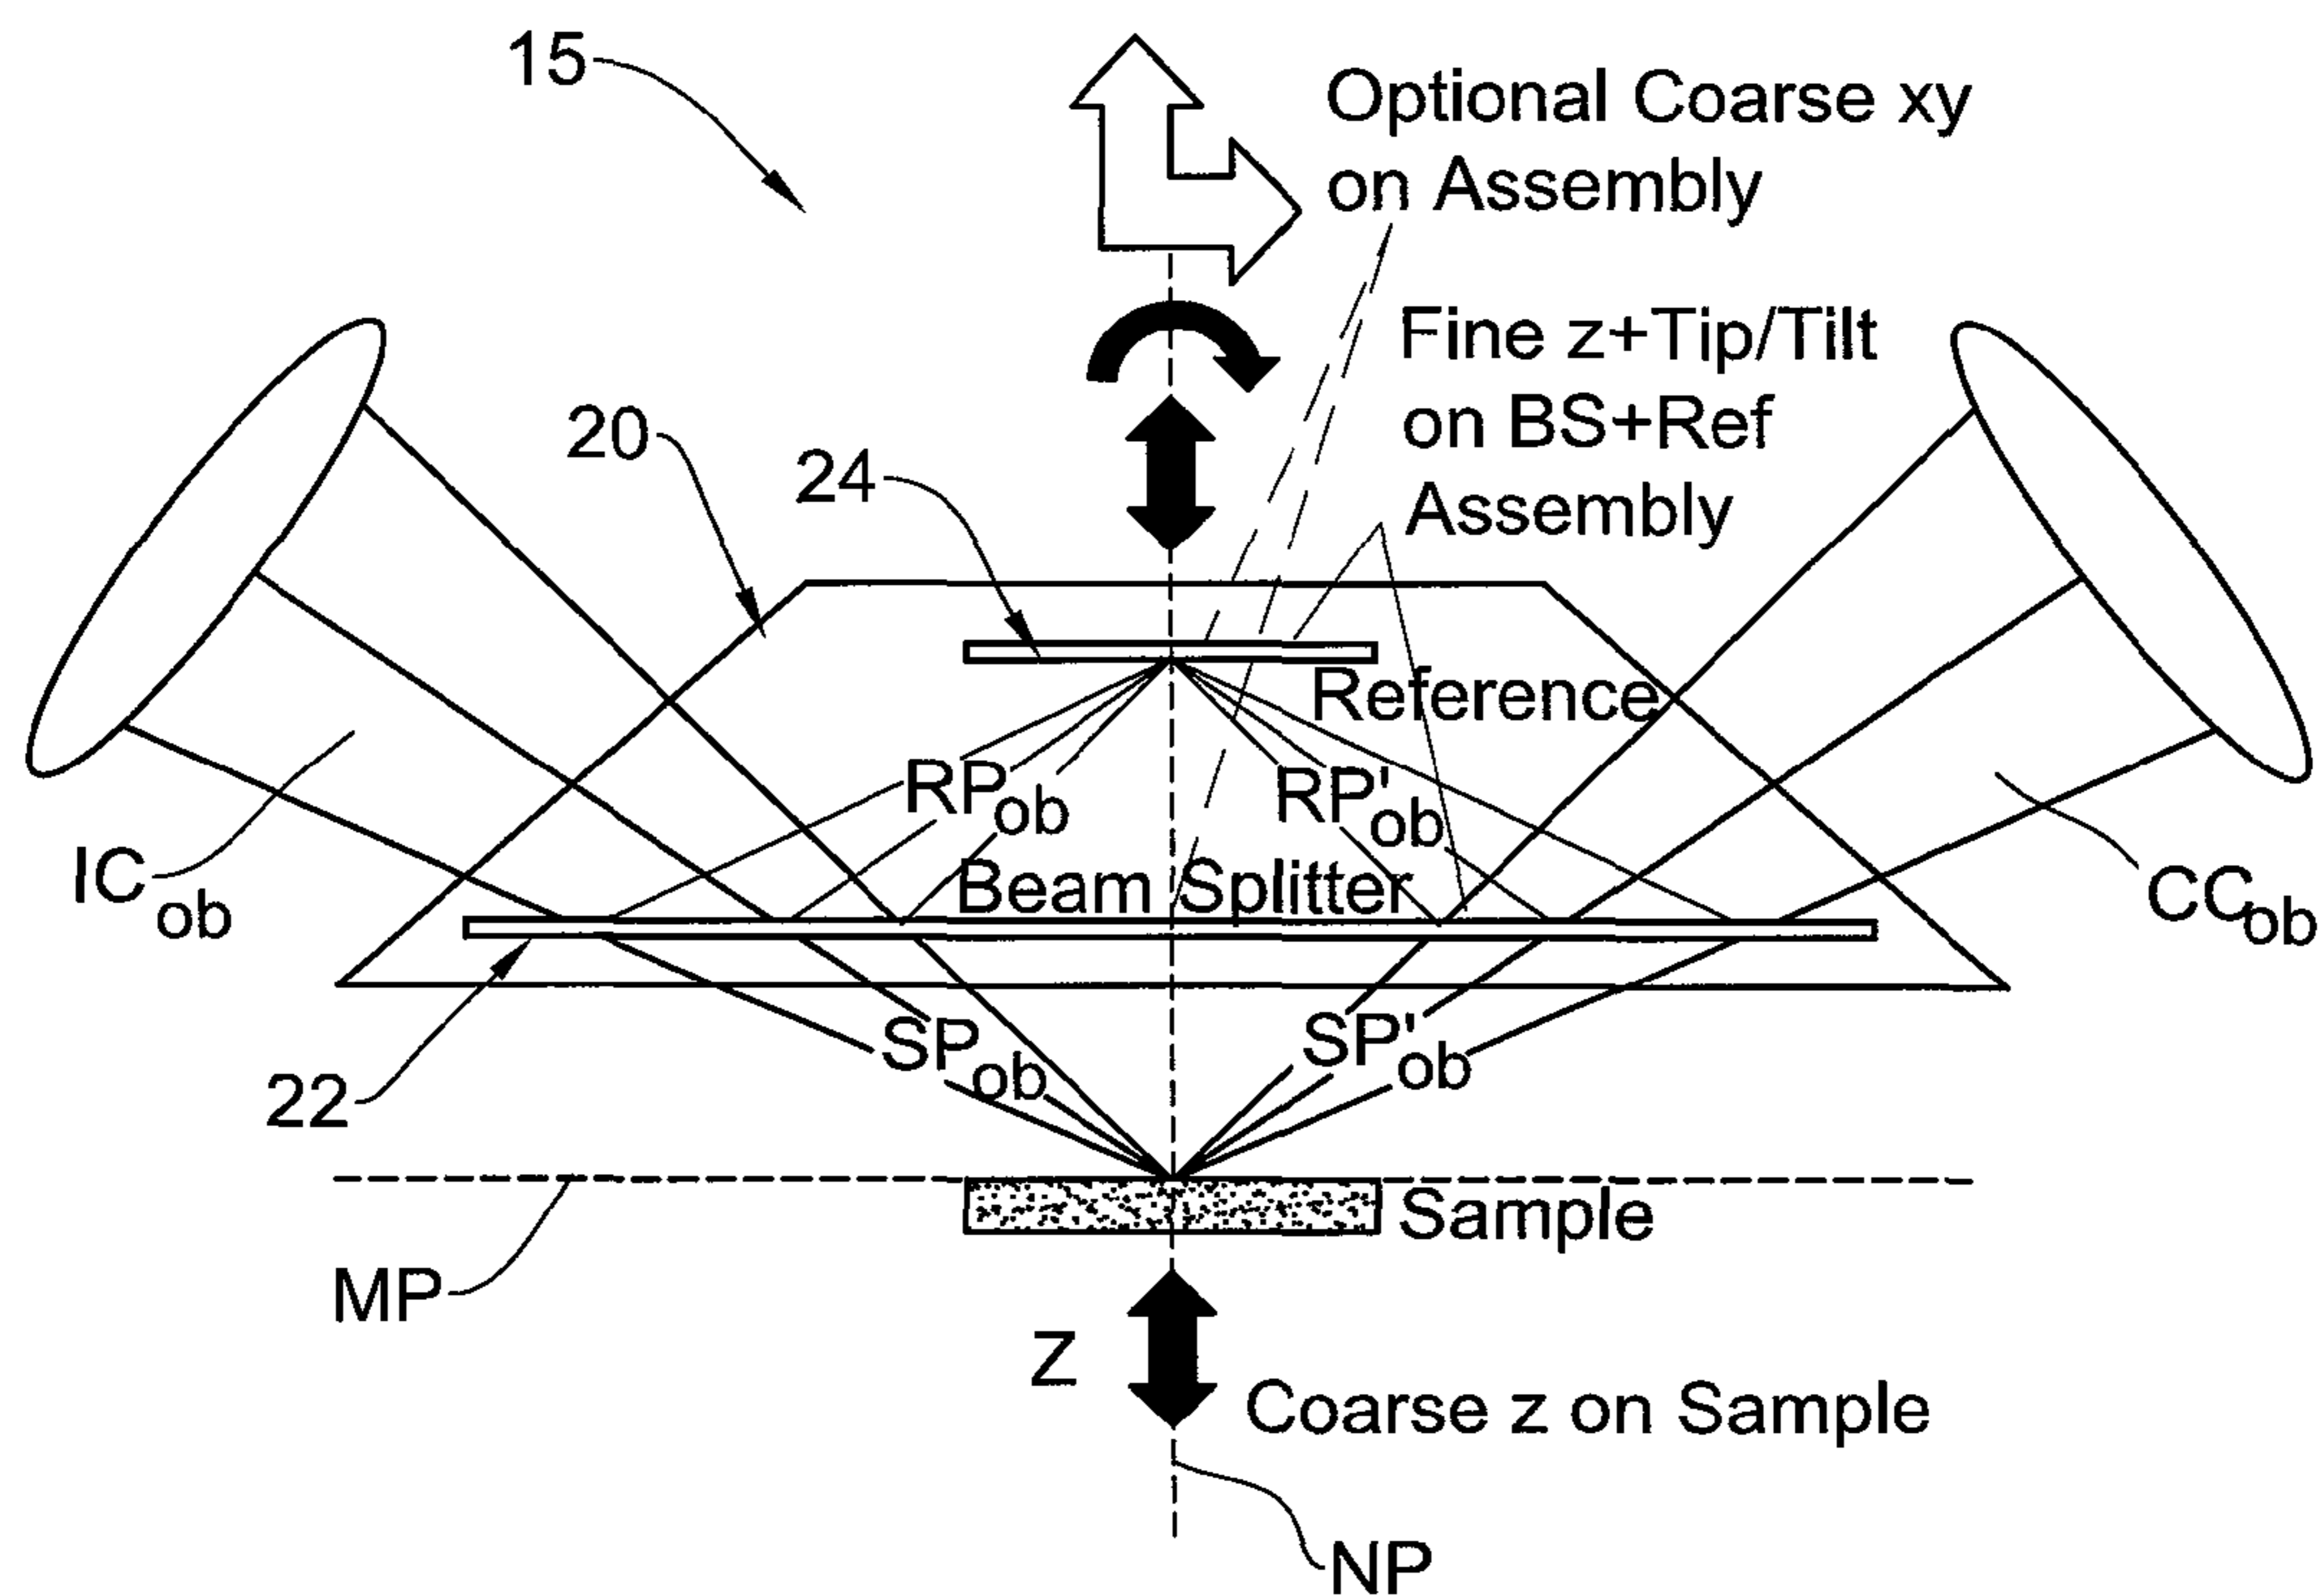 15
Optional Coarse xy
on Assembly
Fine z+Tip/Tilt
on BS+Ref
Assembly
20
24
Reference
RPob
RP'ob
ICob
Beam Splitter
CCob
SPob
SP'ob
22
Sample
MP
Z
Coarse z on Sample
NP